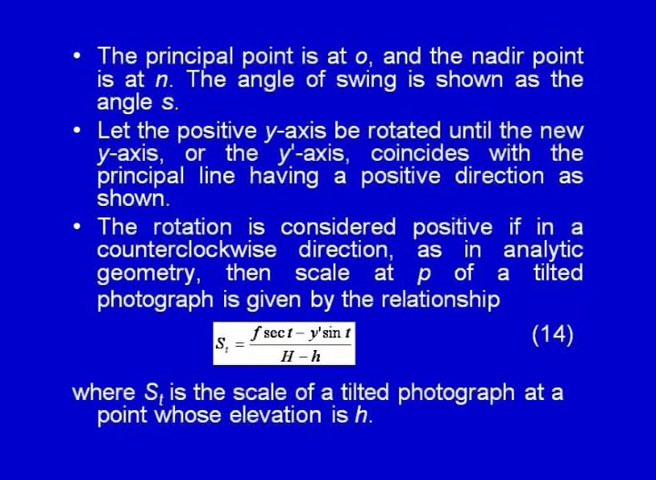 • The principal point is at o, and the nadir point
is at n. The angle of swing is shown as the
angle s.
• Let the positive y-axis be rotated until the new
y-axis, or the y'-axis, coincides with the
principal line having a positive direction as
shown.
• The rotation is considered positive if in a
counterclockwise direction, as in analytic
geometry, then scale at p of a tilted
photograph is given by the relationship
S_t = (f sec t − y' sin t) / (H − h) (14)
where S_t is the scale of a tilted photograph at a
point whose elevation is h.